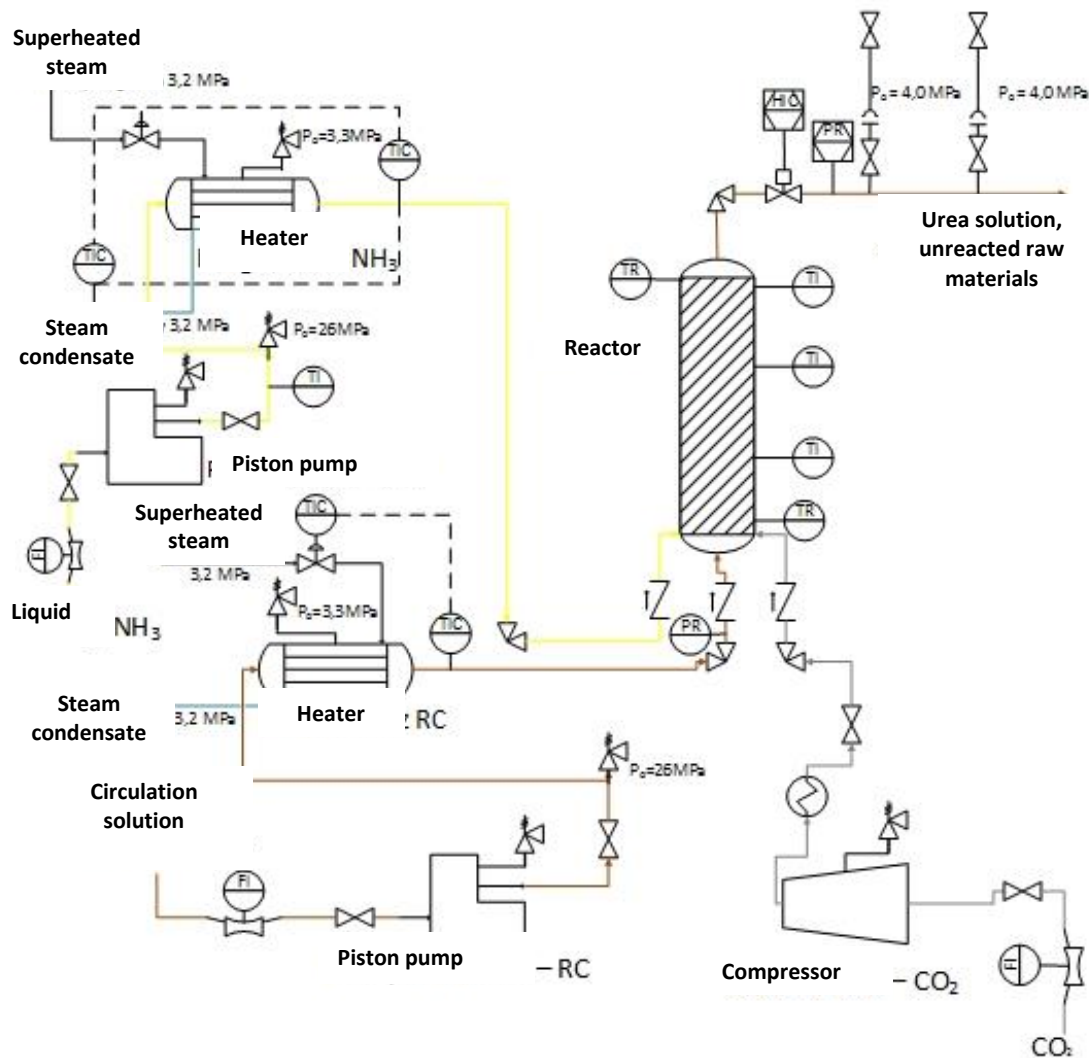 Superheated
steam
3,2 MPa
P₀=3,3MPa
TIC
TIC
Heater
NH₃
Steam
condensate
3,2 MPa
P₀=26MPa
TI
Piston pump
FI
Liquid
NH₃
Superheated
steam
TIC
3,2 MPa
P₀=3,3MPa
TIC
Steam
condensate
3,2 MPa
Heater
RC
Circulation
solution
P₀=26MPa
FI
Piston pump
– RC
HIC
PR
P₀= 4,0 MPa
P₀= 4,0 MPa
Urea solution,
unreacted raw
materials
TR
TI
Reactor
TI
TI
TR
PR
Compressor
– CO₂
FI
CO₂